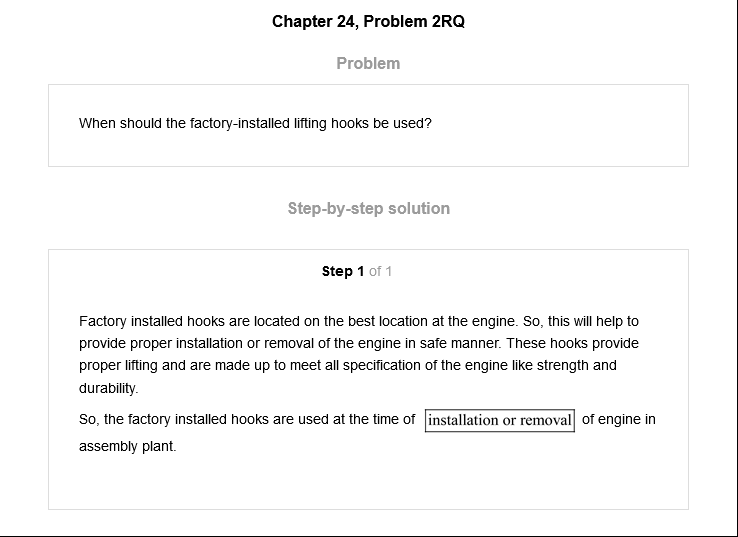 Chapter 24, Problem 2RQ
Problem
When should the factory-installed lifting hooks be used?
Step-by-step solution
Step 1 of 1
Factory installed hooks are located on the best location at the engine. So, this will help to
provide proper installation or removal of the engine in safe manner. These hooks provide
proper lifting and are made up to meet all specification of the engine like strength and
durability.
So, the factory installed hooks are used at the time of installation or removal of engine in
assembly plant.